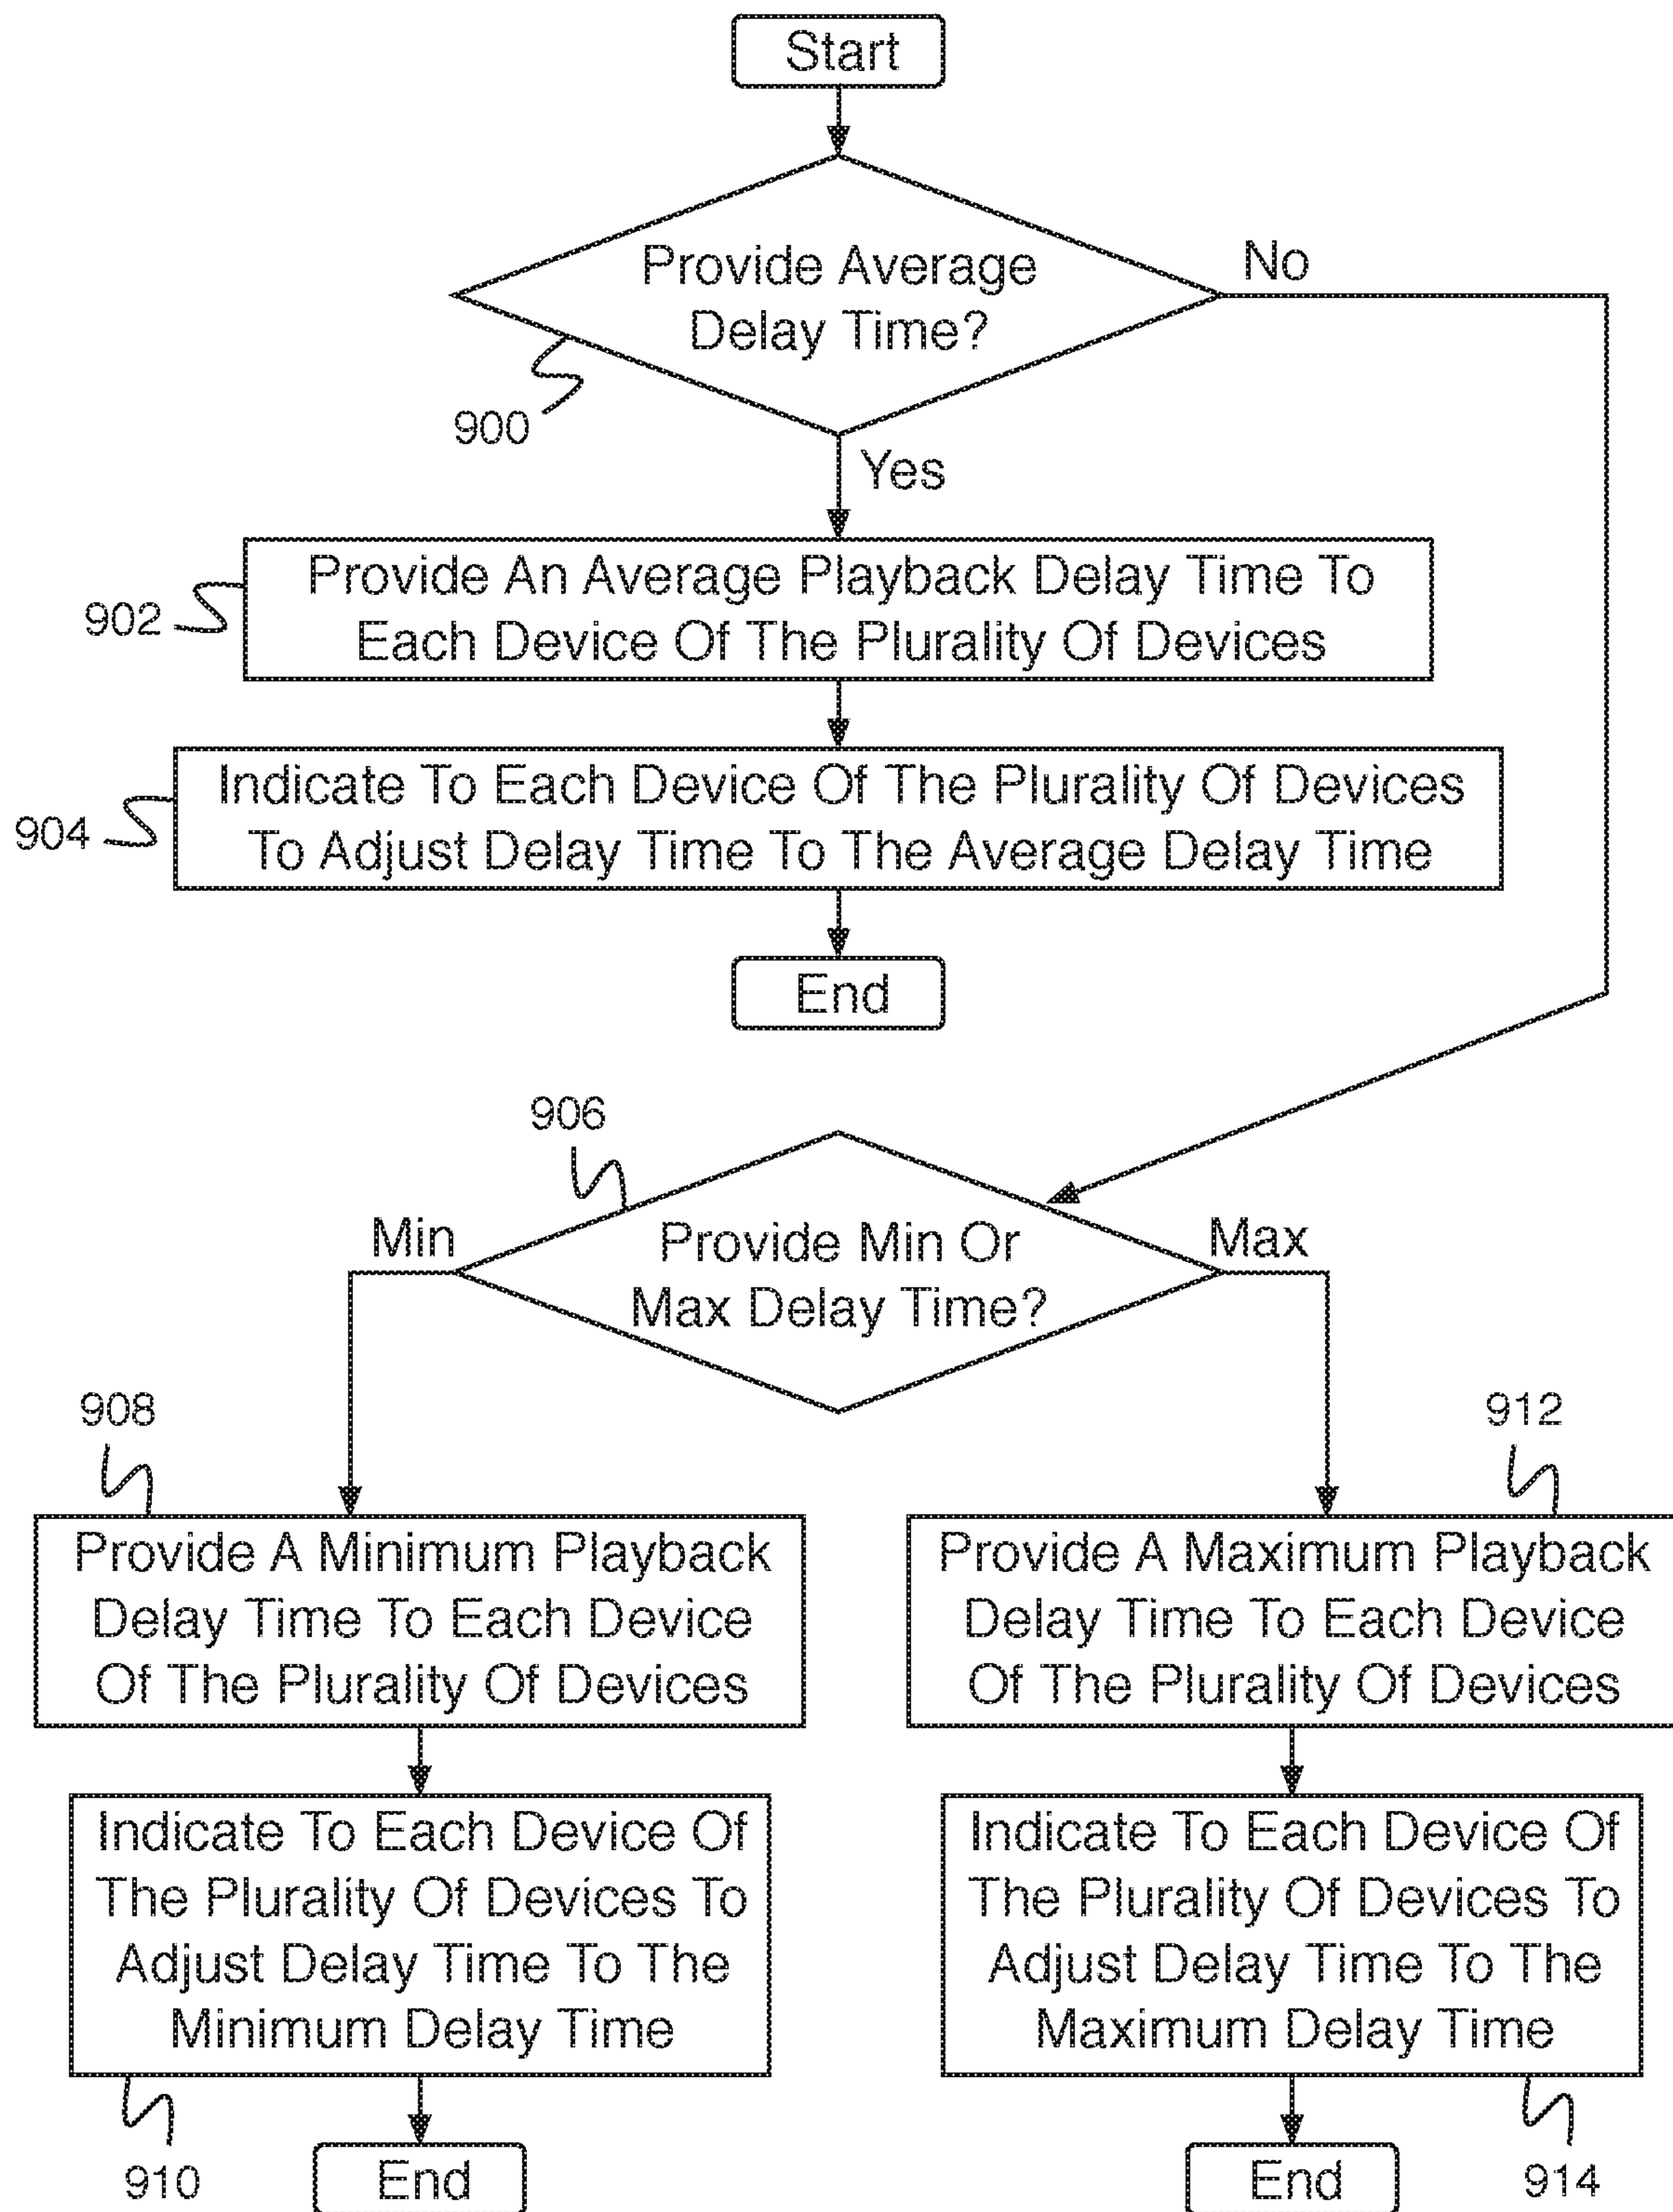 Start
Provide Average
Delay Time?
No
900
Yes
Provide An Average Playback Delay Time To
Each Device Of The Plurality Of Devices
902
Indicate To Each Device Of The Plurality Of Devices
To Adjust Delay Time To The Average Delay Time
904
End
906
Min
Provide Min Or
Max Delay Time?
Max
908
912
Provide A Minimum Playback
Delay Time To Each Device
Of The Plurality Of Devices
Provide A Maximum Playback
Delay Time To Each Device
Of The Plurality Of Devices
Indicate To Each Device Of
The Plurality Of Devices To
Adjust Delay Time To The
Minimum Delay Time
Indicate To Each Device Of
The Plurality Of Devices To
Adjust Delay Time To The
Maximum Delay Time
910
End
End
914